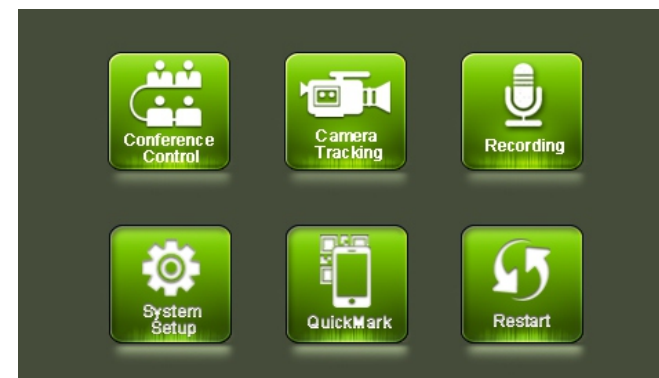 Conference
Control
Camera
Tracking
Recording
System
Setup
QuickMark
Restart